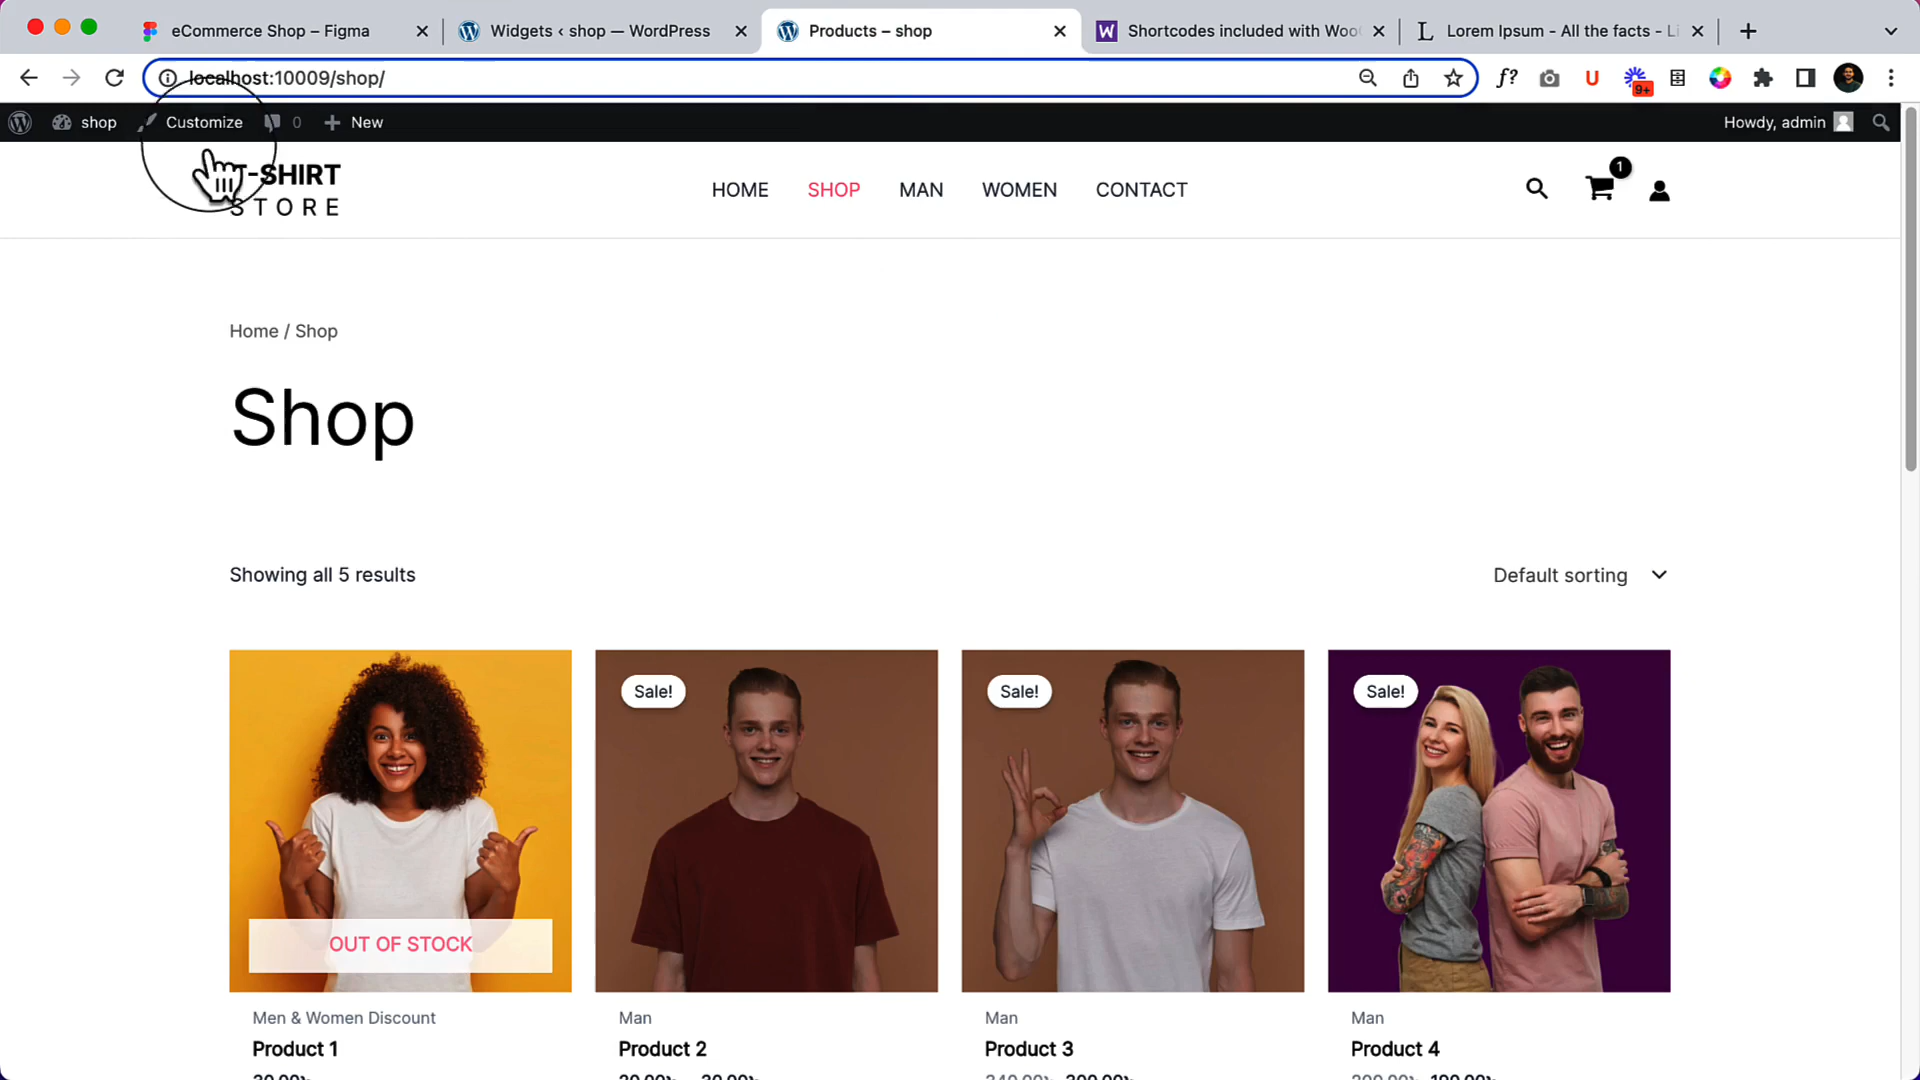 eCommerce Shop – Figma
Widgets ‹ shop — WordPress
Products – shop
Shortcodes included with Woo
Lorem Ipsum - All the facts - Li
localhost:10009/shop/
f?
U
9+
shop
Customize
0
New
Howdy, admin
T-SHIRT
STORE
HOME
SHOP
MAN
WOMEN
CONTACT
1
Home / Shop
Shop
Showing all 5 results
Default sorting
Sale!
Sale!
Sale!
OUT OF STOCK
Men & Women Discount
Man
Man
Man
Product 1
Product 2
Product 3
Product 4